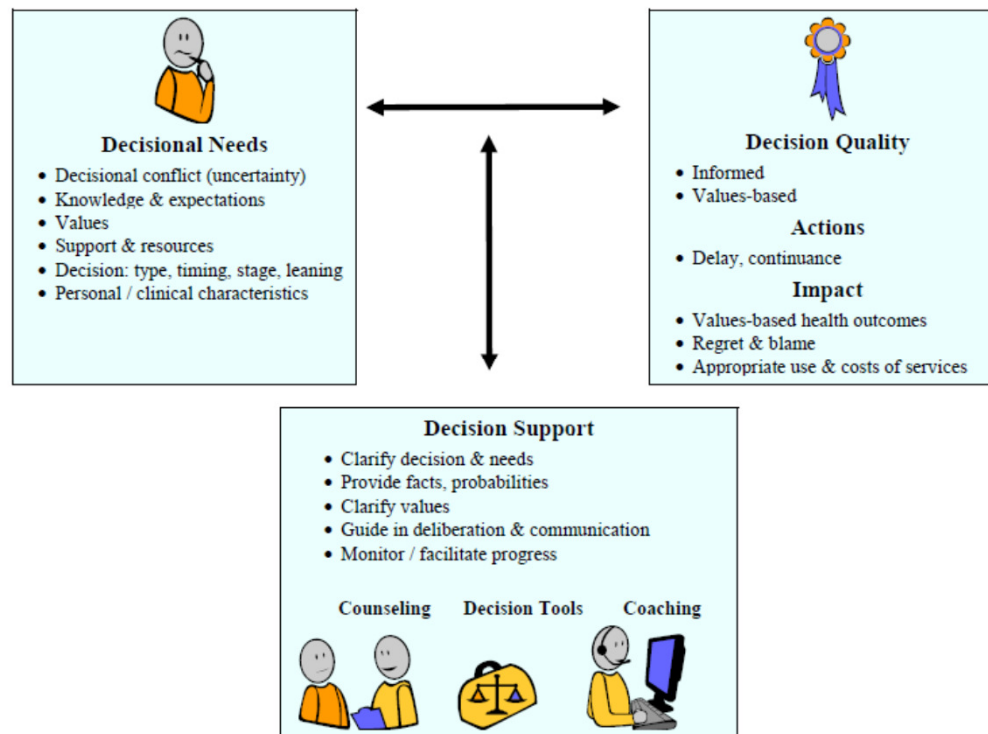 Decisional Needs
• Decisional conflict (uncertainty)
• Knowledge & expectations
• Values
• Support & resources
• Decision: type, timing, stage, leaning
• Personal / clinical characteristics
Decision Quality
• Informed
• Values-based
Actions
• Delay, continuance
Impact
• Values-based health outcomes
• Regret & blame
• Appropriate use & costs of services
Decision Support
• Clarify decision & needs
• Provide facts, probabilities
• Clarify values
• Guide in deliberation & communication
• Monitor / facilitate progress
Counseling Decision Tools Coaching